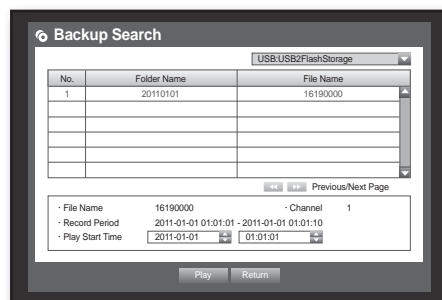 Backup Search
USB:USB2FlashStorage
No. Folder Name File Name
1 20110101 16190000
Previous/Next Page
· File Name 16190000 · Channel 1
· Record Period 2011-01-01 01:01:01 - 2011-01-01 01:01:10
· Play Start Time 2011-01-01 01:01:01
Play Return